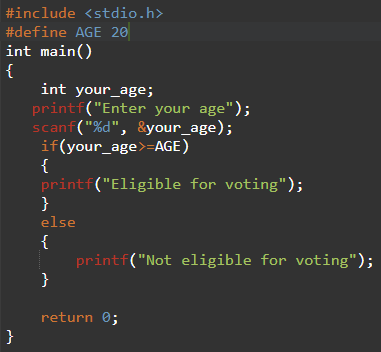 #include <stdio.h>
#define AGE 20
int main()
{
    int your_age;
   printf("Enter your age");
   scanf("%d", &your_age);
    if(your_age>=AGE)
    {
    printf("Eligible for voting");
    }
    else
    {
        printf("Not eligible for voting");
    }

    return 0;
}